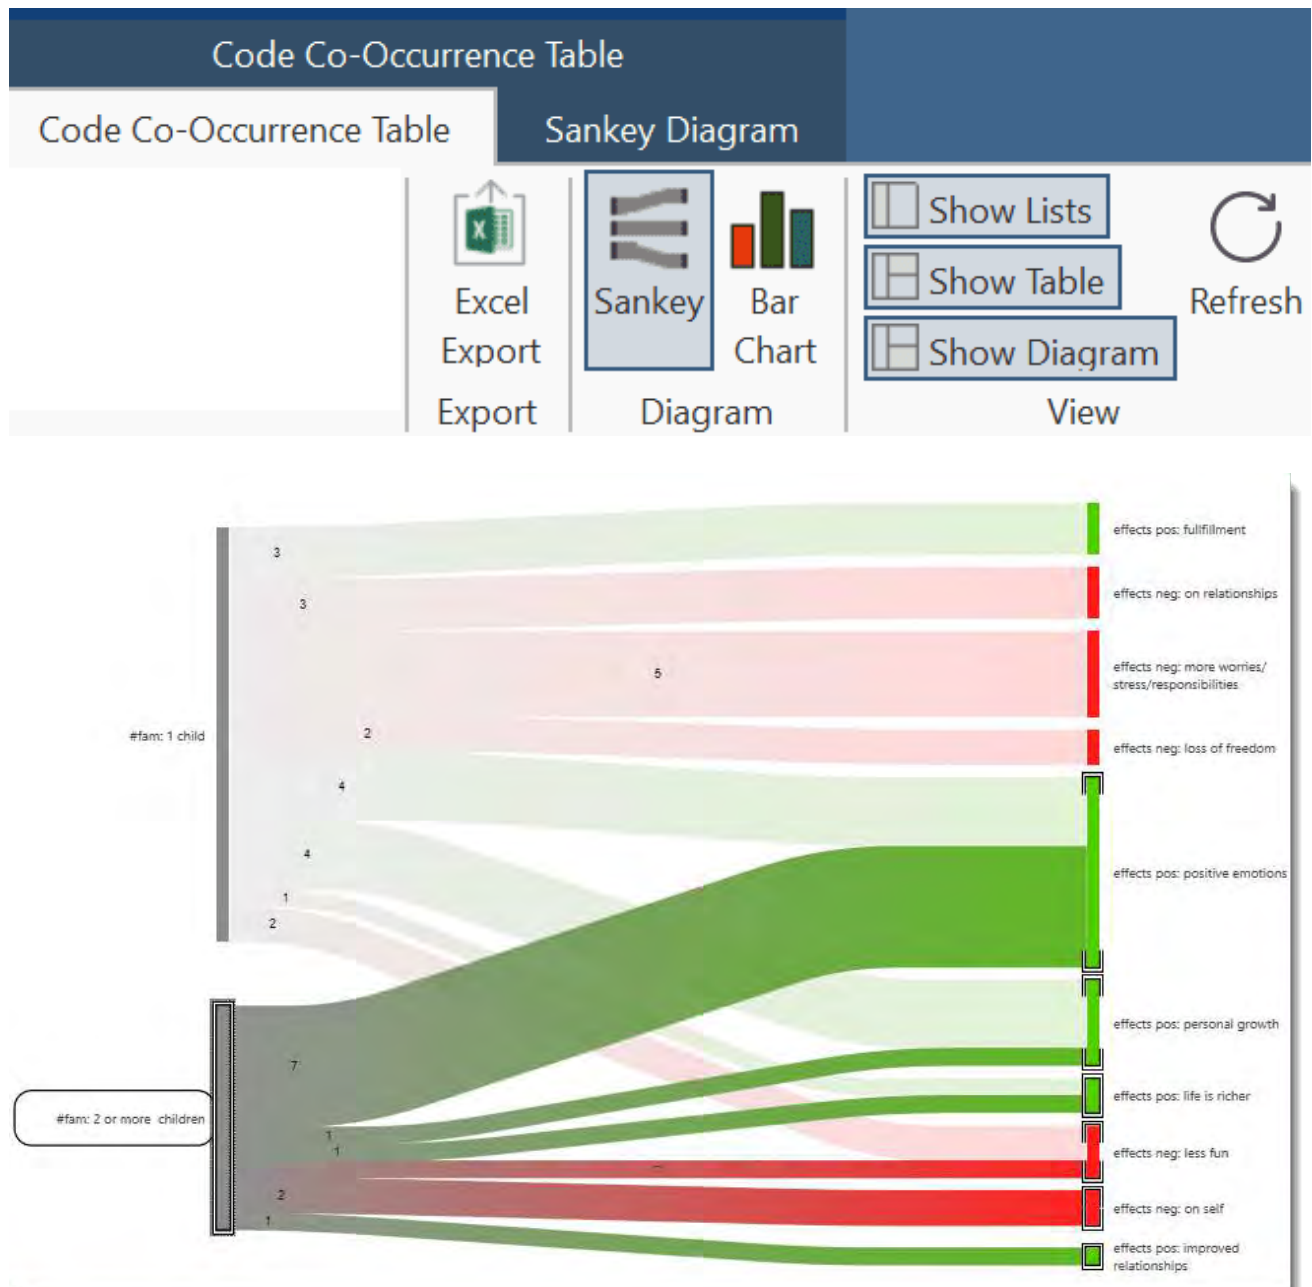 Code Co-Occurrence Table
Code Co-Occurrence Table
Sankey Diagram
Excel
Export
Export
Sankey
Bar
Chart
Diagram
Show Lists
Show Table
Show Diagram
View
Refresh
#fam: 1 child
3
3
5
2
4
4
1
2
#fam: 2 or more children
7
1
1
2
1
effects pos: fullfillment
effects neg: on relationships
effects neg: more worries/
stress/responsibilities
effects neg: loss of freedom
effects pos: positive emotions
effects pos: personal growth
effects pos: life is richer
effects neg: less fun
effects neg: on self
effects pos: improved
relationships